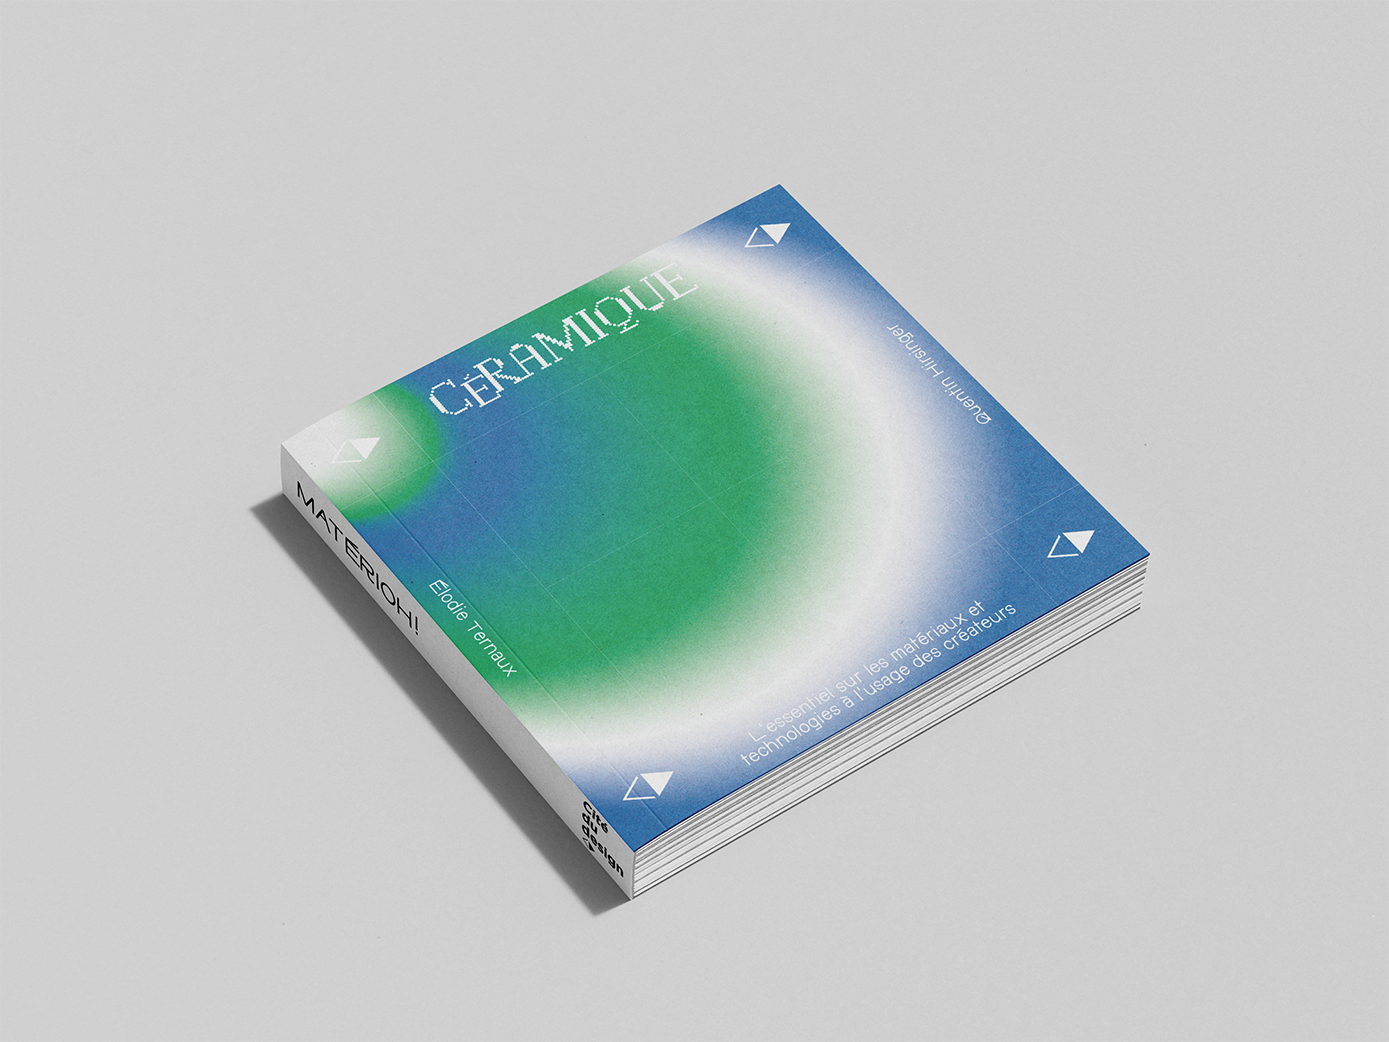 CÉRAMIQUE
Quentin Hirsinger
Élodie Ternaux
L'essentiel sur les matériaux et
technologies à l'usage des créateurs
MATÉRIOH!
Cité
du
design